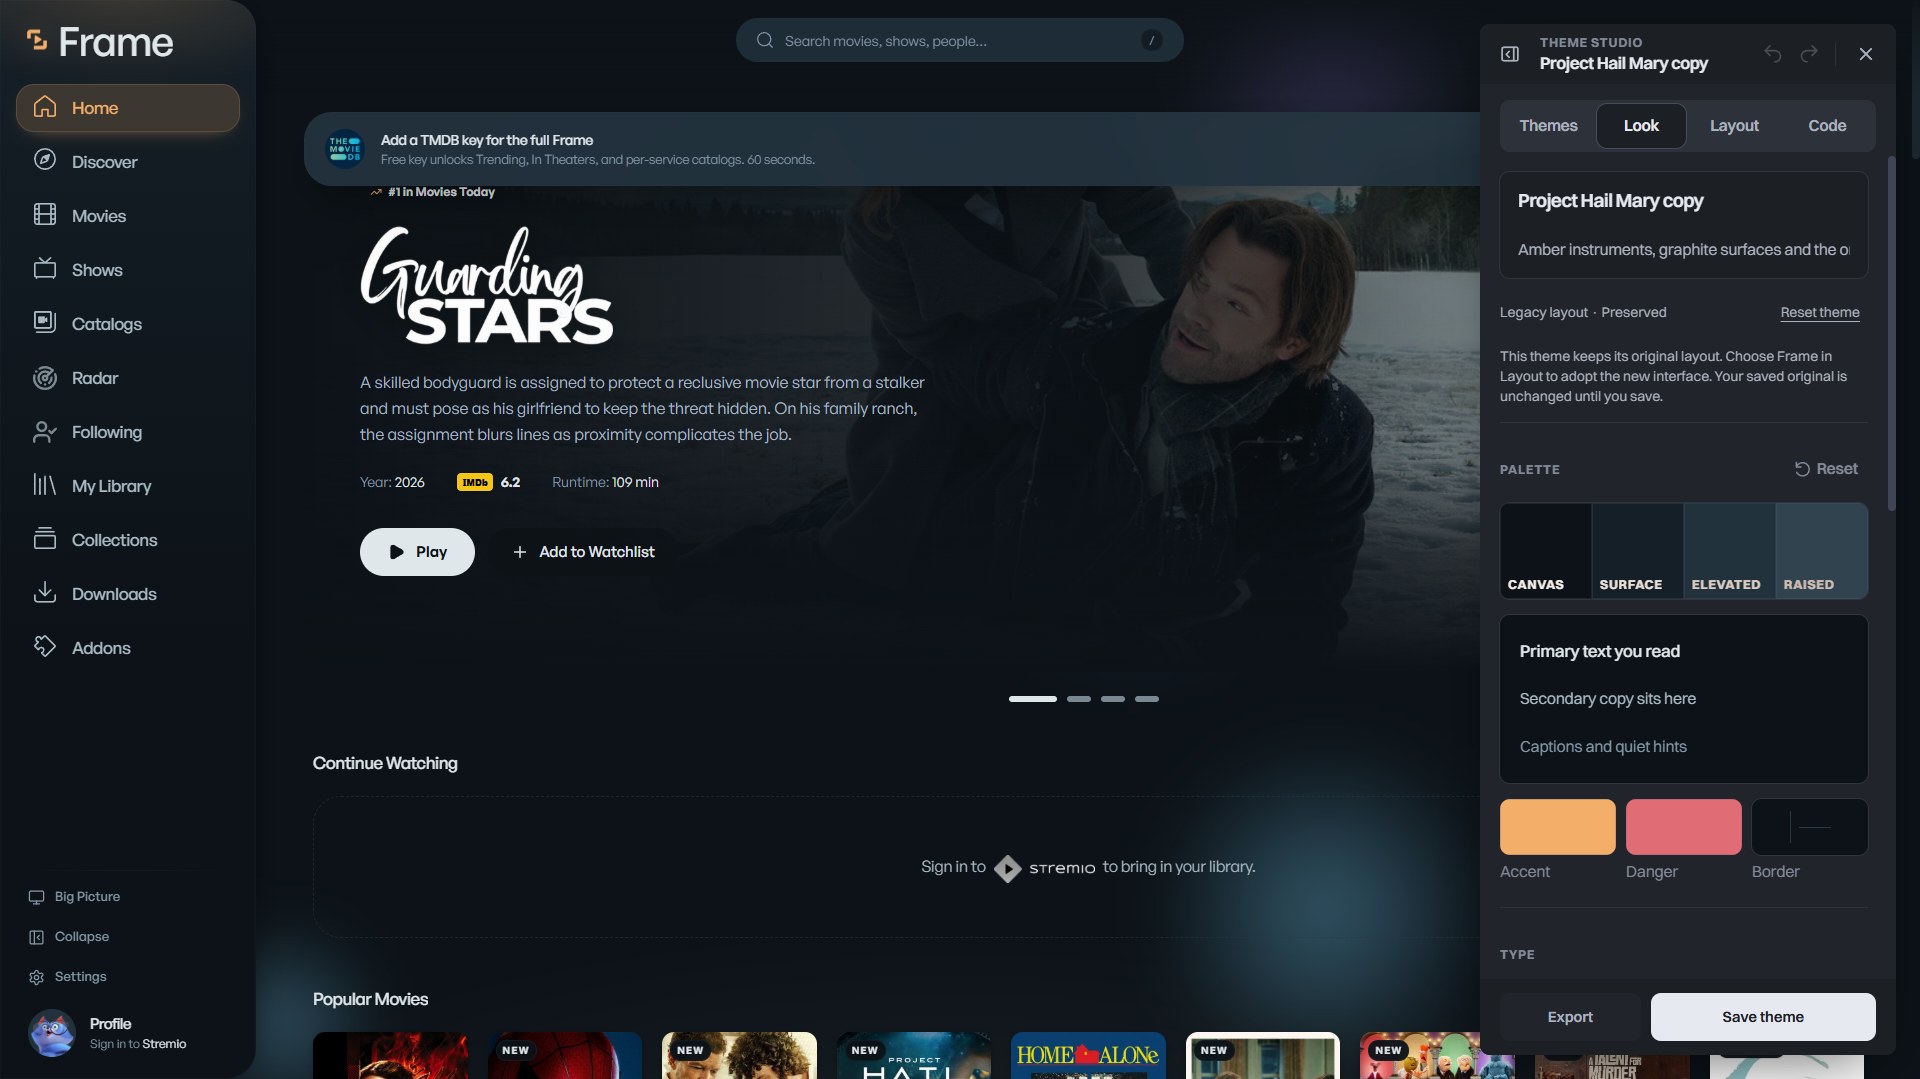 Frame
Home
Discover
Movies
Shows
Catalogs
Radar
Following
My Library
Collections
Downloads
Addons
Big Picture
Collapse
Settings
Profile
Sign in to Stremio
Search movies, shows, people...
/
THE
MOVIE
DB
Add a TMDB key for the full Frame
Free key unlocks Trending, In Theaters, and per-service catalogs. 60 seconds.
#1 in Movies Today
Guarding
STARS
A skilled bodyguard is assigned to protect a reclusive movie star from a stalker
and must pose as his girlfriend to keep the threat hidden. On his family ranch,
the assignment blurs lines as proximity complicates the job.
Year: 2026
IMDb 6.2
Runtime: 109 min
Play
Add to Watchlist
Continue Watching
Sign in to stremio to bring in your library.
Popular Movies
NEW
NEW
NEW
PROJECT
HAIL
HOME ALONe
NEW
NEW
A TALENT FOR
MURDER
THEME STUDIO
Project Hail Mary copy
Themes
Look
Layout
Code
Project Hail Mary copy
Amber instruments, graphite surfaces and the
Legacy layout · Preserved
Reset theme
This theme keeps its original layout. Choose Frame in
Layout to adopt the new interface. Your saved original is
unchanged until you save.
PALETTE
Reset
CANVAS
SURFACE
ELEVATED
RAISED
Primary text you read
Secondary copy sits here
Captions and quiet hints
Accent
Danger
Border
TYPE
Export
Save theme